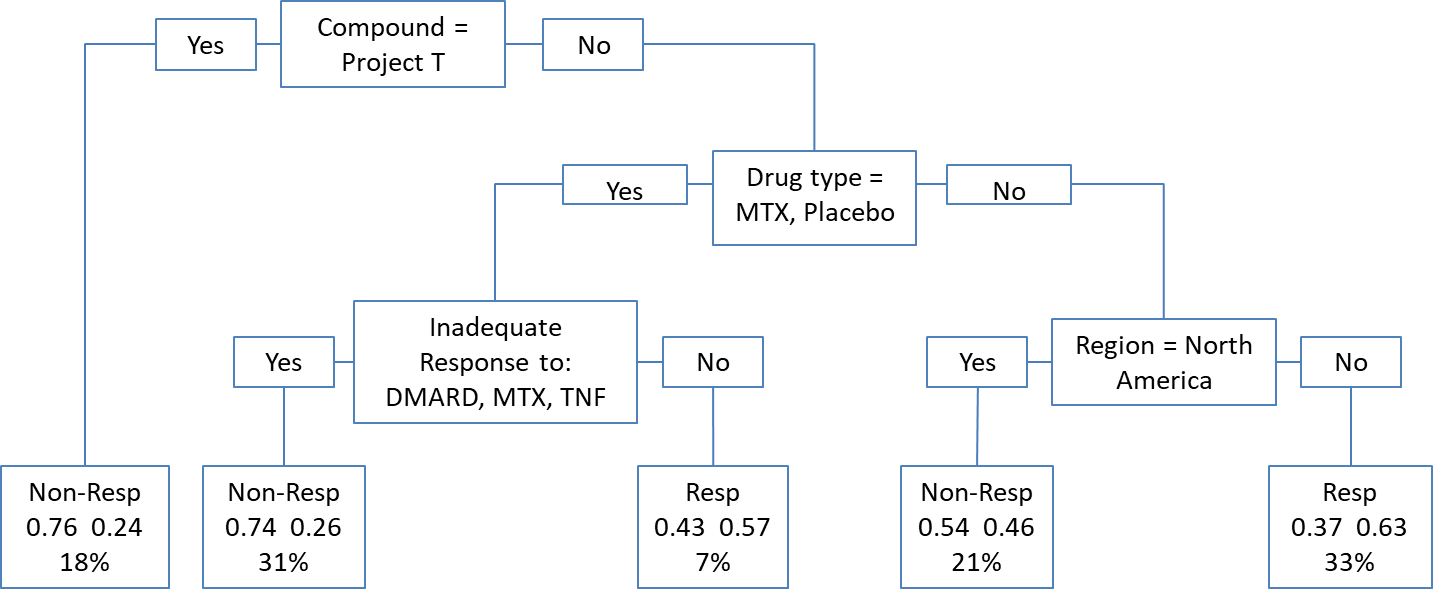 Yes
Compound =
Project T
No
Yes
Drug type =
MTX, Placebo
No
Yes
Inadequate
Response to:
DMARD, MTX, TNF
No
Yes
Region = North
America
No
Non-Resp
0.76 0.24
18%
Non-Resp
0.74 0.26
31%
Resp
0.43 0.57
7%
Non-Resp
0.54 0.46
21%
Resp
0.37 0.63
33%